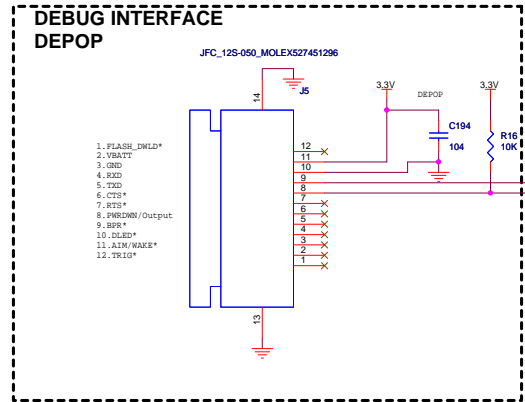 DEBUG INTERFACE
DEPOP
JFC_12S-050_MOLEX527451296
14
J5
3.3V
3.3V
DEPOP
C194
104
R16
10K
1.FLASH_DWLD*
2.VBATT
3.GND
4.RXD
5.TXD
6.CTS*
7.RTS*
8.PWRDWN/Output
9.BPR*
10.DLED*
11.AIM/WAKE*
12.TRIG*
12
11
10
9
8
7
6
5
4
3
2
1
13